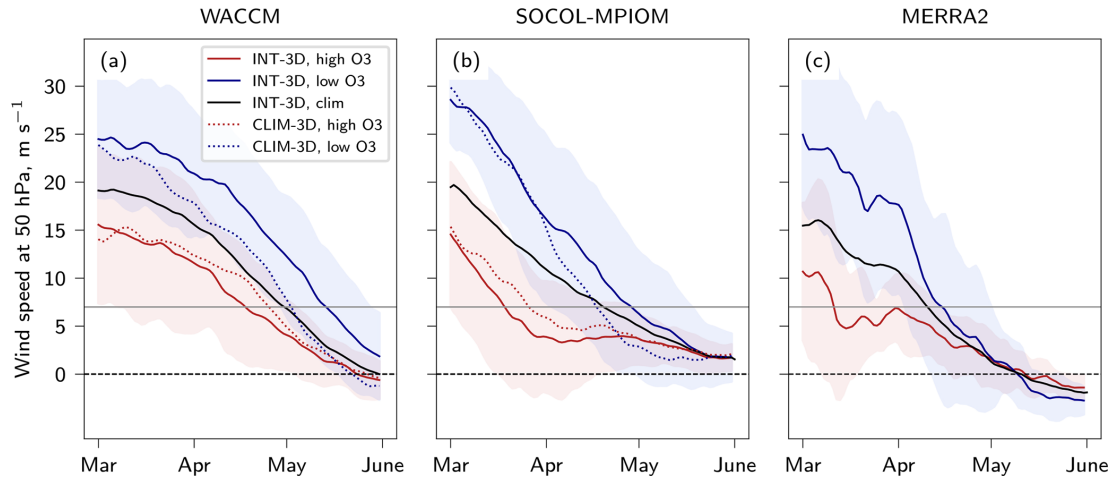 WACCM
SOCOL-MPIOM
MERRA2
Wind speed at 50 hPa, m s⁻¹
30
25
20
15
10
5
0
(a)
INT-3D, high O3
INT-3D, low O3
INT-3D, clim
CLIM-3D, high O3
CLIM-3D, low O3
(b)
(c)
Mar Apr May June
Mar Apr May June
Mar Apr May June